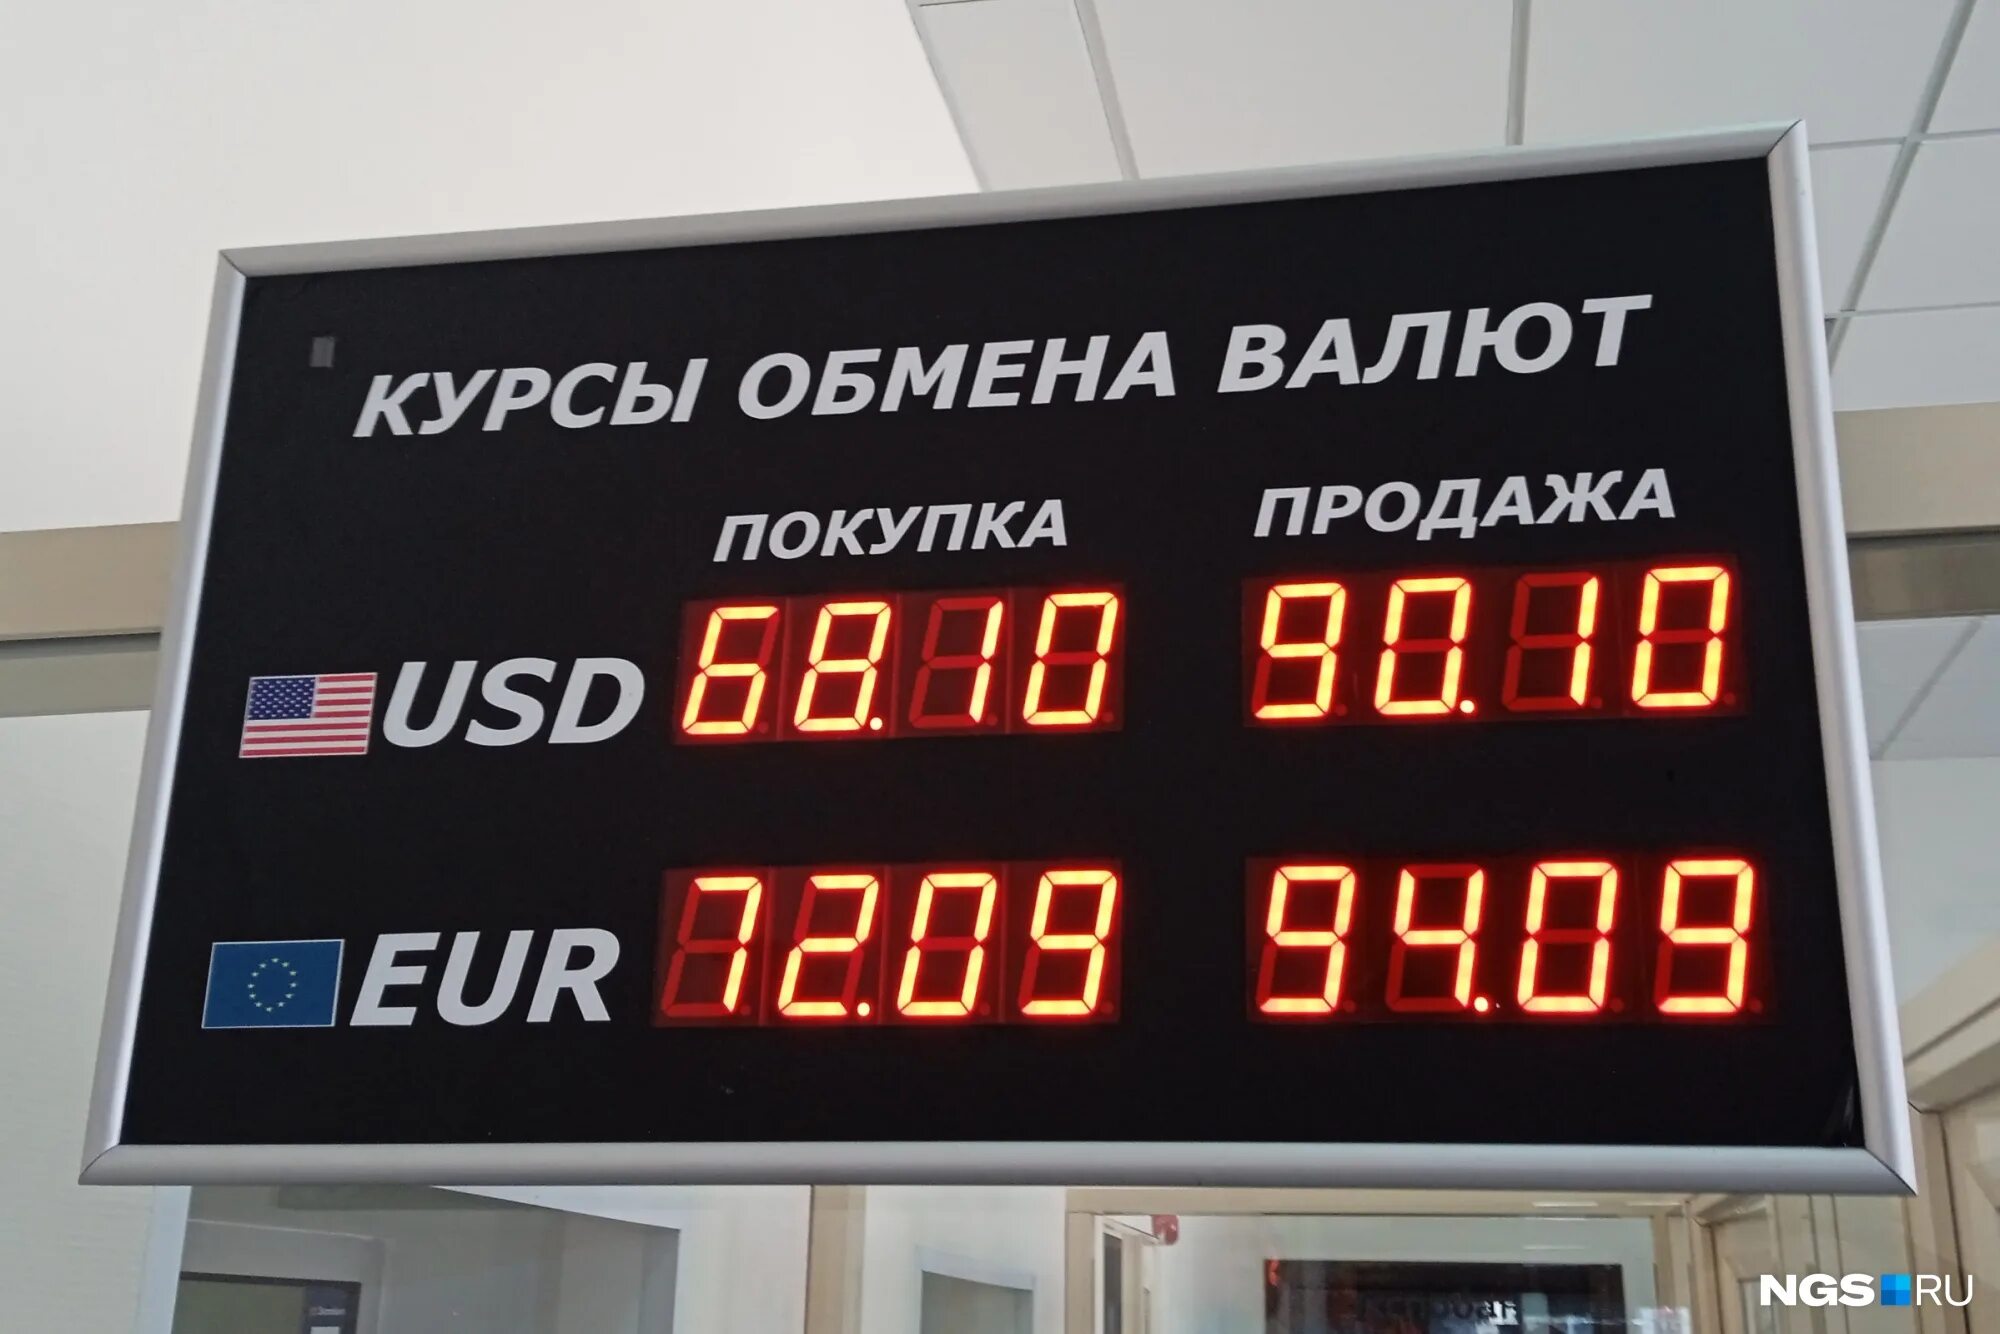 КУРСЫ ОБМЕНА ВАЛЮТ
ПОКУПКА ПРОДАЖА
USD 68.10 90.10
EUR 72.09 94.09
NGS RU